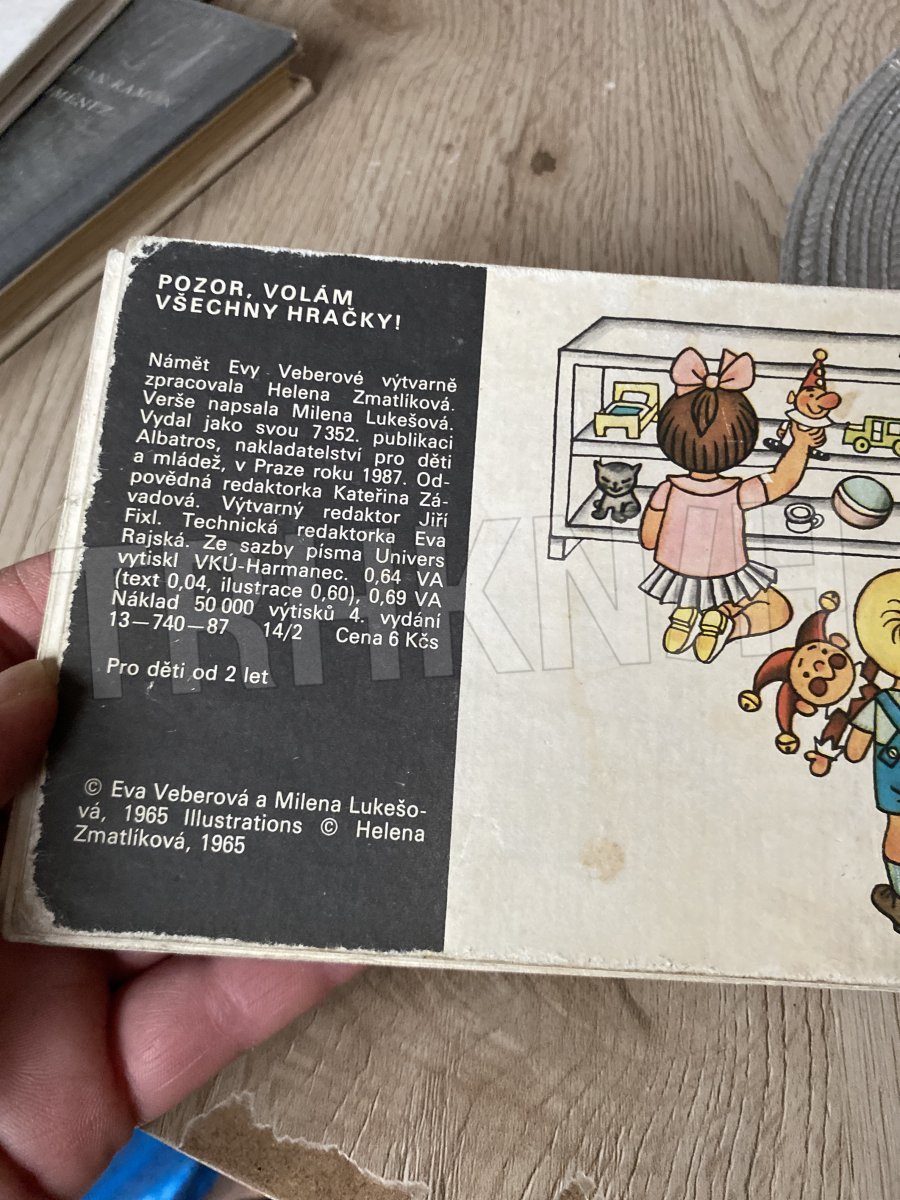 JUAN RAMÓN
JIMÉNEZ
POZOR, VOLÁM
VŠECHNY HRAČKY!
Námět Evy Veberové výtvarně
zpracovala Helena Zmatlíková.
Verše napsala Milena Lukešová.
Vydal jako svou 7352. publikaci
Albatros, nakladatelství pro děti
a mládež, v Praze roku 1987. Od-
povědná redaktorka Kateřina Zá-
vadová. Výtvarný redaktor Jiří
Fixl. Technická redaktorka Eva
Rajská. Ze sazby písma Univers
vytiskl VKÚ-Harmanec. 0,64 VA
(text 0,04, ilustrace 0,60), 0,69 VA
Náklad 50 000 výtisků 4. vydání
13—740—87 14/2 Cena 6 Kčs
Pro děti od 2 let
© Eva Veberová a Milena Lukešo-
vá, 1965 Illustrations © Helena
Zmatlíková, 1965
TRHKNIH